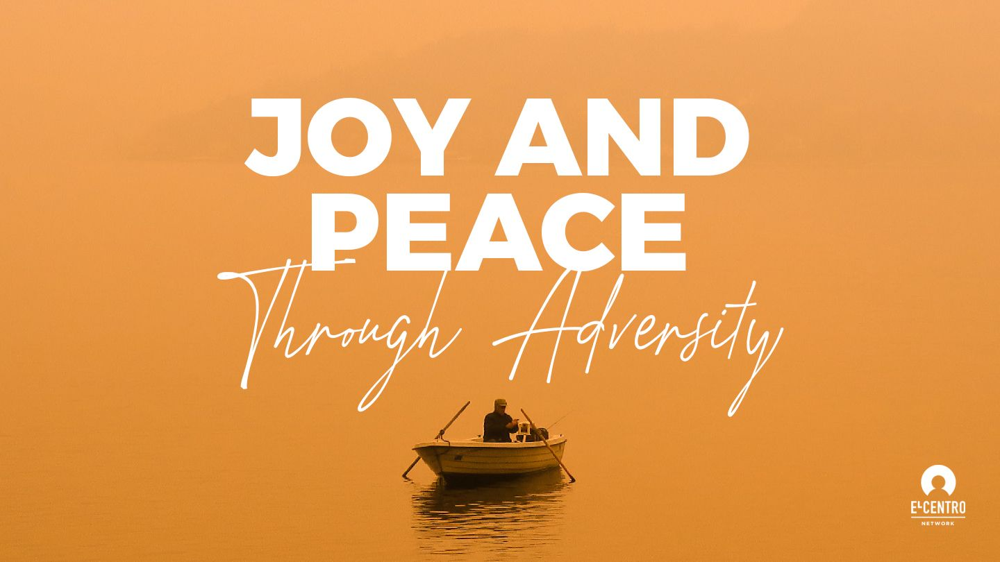 JOY AND
PEACE
Through Adversity
ELCENTRO
NETWORK